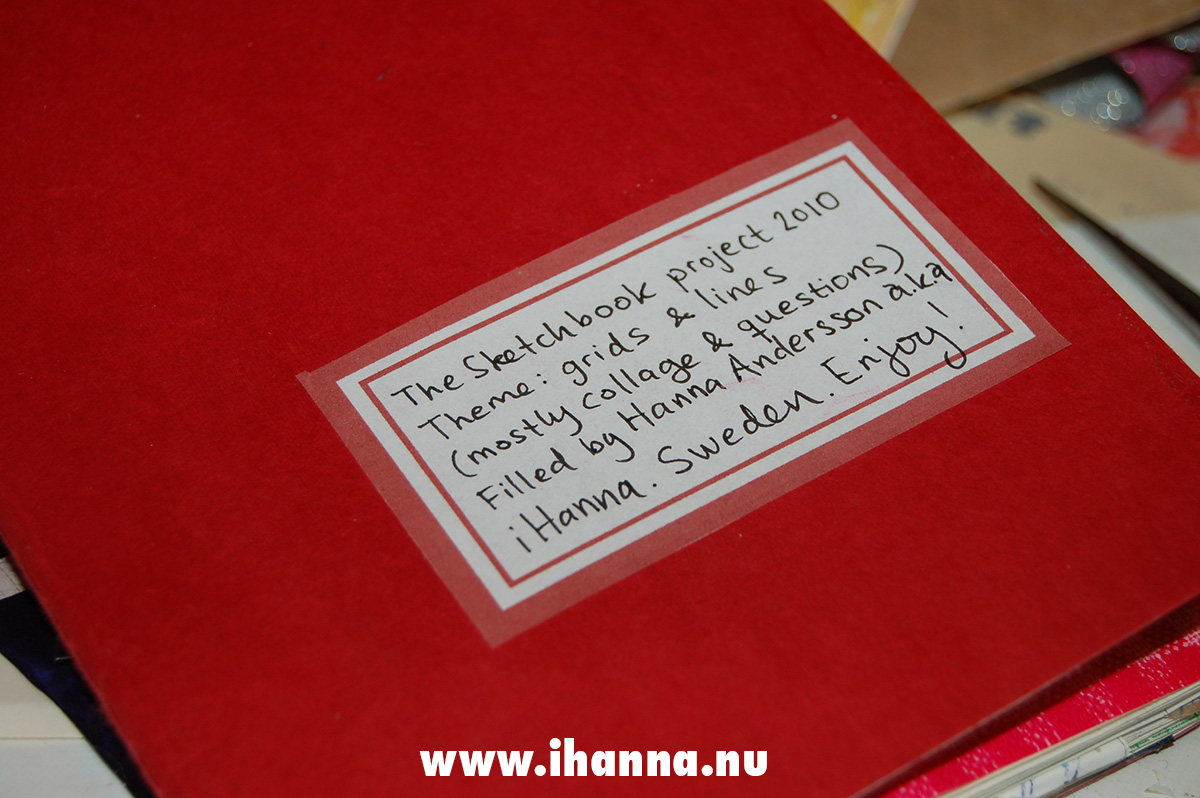 The Sketchbook project 2010
Theme: grids & lines
(mostly collage & questions)
Filled by Hanna Andersson a.k.a
iHanna. Sweden. Enjoy!
www.ihanna.nu